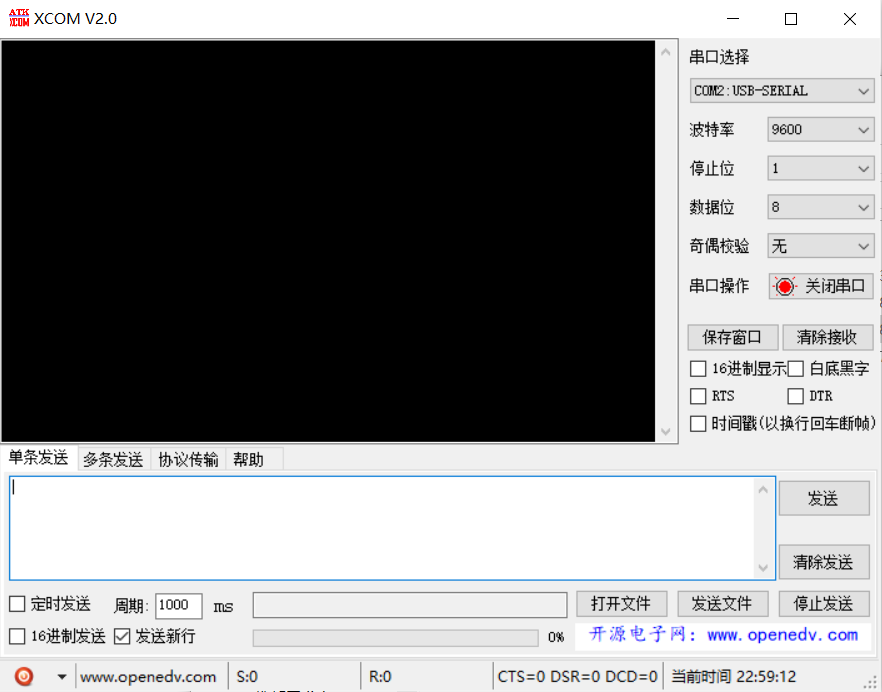 ATK XCOM XCOM V2.0
串口选择
COM2:USB-SERIAL
波特率 9600
停止位 1
数据位 8
奇偶校验 无
串口操作 关闭串口
保存窗口 清除接收
16进制显示 白底黑字
RTS DTR
时间戳(以换行回车断帧)
单条发送 多条发送 协议传输 帮助
发送
清除发送
定时发送 周期: 1000 ms 打开文件 发送文件 停止发送
16进制发送 发送新行 0% 开源电子网: www.openedv.com
www.openedv.com S:0 R:0 CTS=0 DSR=0 DCD=0 当前时间 22:59:12